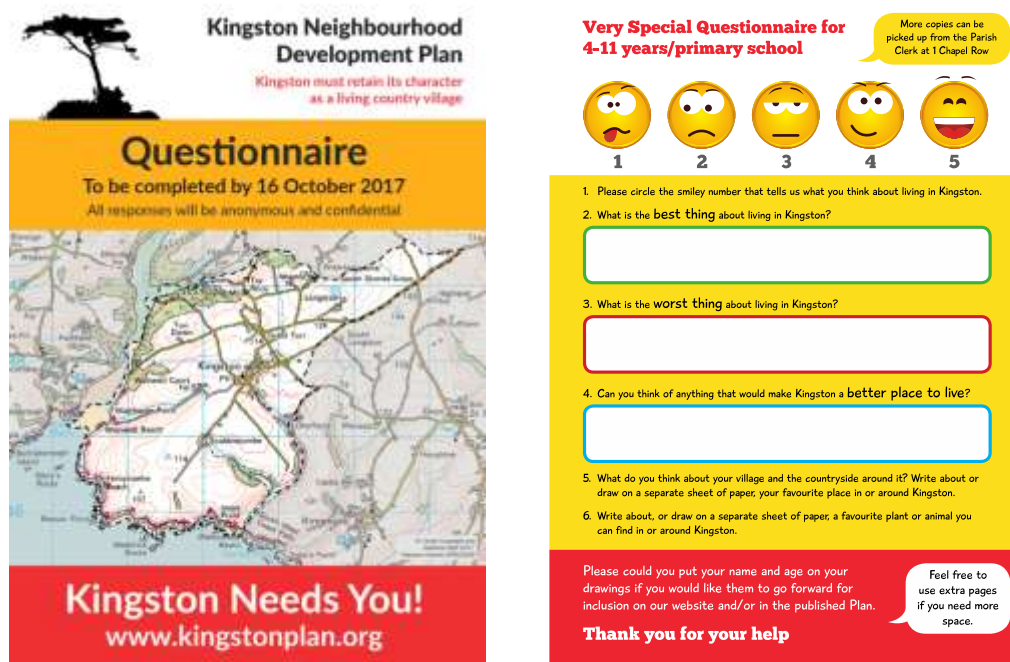 Kingston Neighbourhood
Development Plan
Kingston must retain its character
as a living country village
Questionnaire
To be completed by 16 October 2017
All responses will be anonymous and confidential
Kingston
Kingston Needs You!
www.kingstonplan.org
Very Special Questionnaire for
4-11 years/primary school
More copies can be
picked up from the Parish
Clerk at 1 Chapel Row
1 2 3 4 5
1. Please circle the smiley number that tells us what you think about living in Kingston.
2. What is the best thing about living in Kingston?
3. What is the worst thing about living in Kingston?
4. Can you think of anything that would make Kingston a better place to live?
5. What do you think about your village and the countryside around it? Write about or
draw on a separate sheet of paper, your favourite place in or around Kingston.
6. Write about, or draw on a separate sheet of paper, a favourite plant or animal you
can find in or around Kingston.
Please could you put your name and age on your
drawings if you would like them to go forward for
inclusion on our website and/or in the published Plan.
Thank you for your help
Feel free to
use extra pages
if you need more
space.